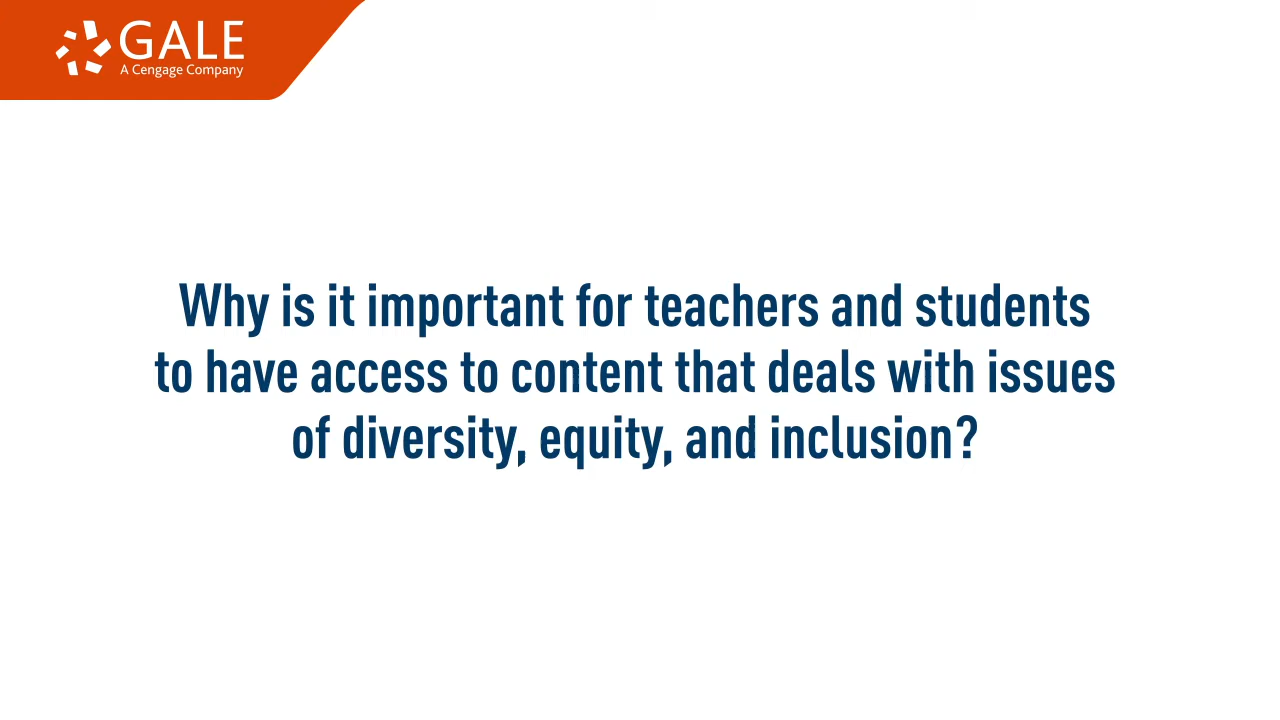 GALE
A Cengage Company
Why is it important for teachers and students
to have access to content that deals with issues
of diversity, equity, and inclusion?